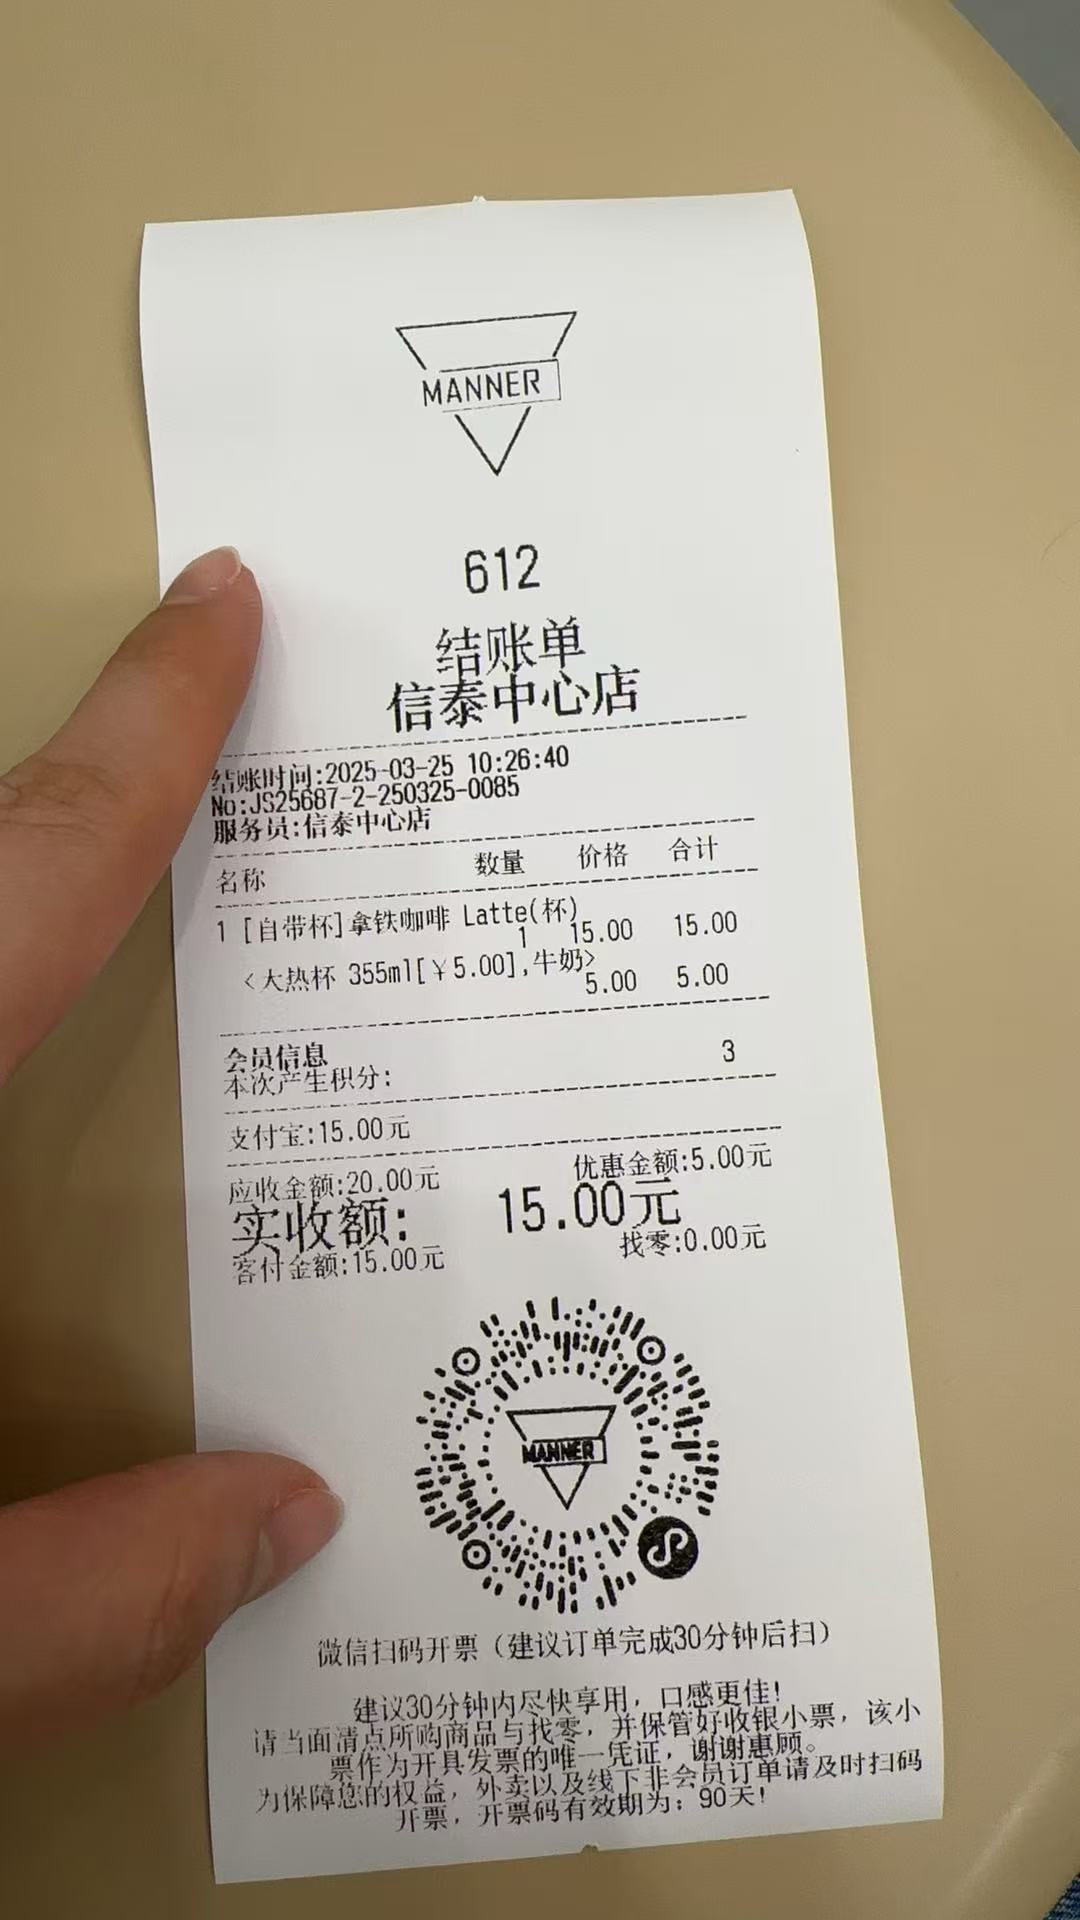 MANNER
612
结账单
信泰中心店
结账时间:2025-03-25 10:26:40
No:JS25687-2-250325-0085
服务员:信泰中心店
名称 数量 价格 合计
1 [自带杯]拿铁咖啡 Latte(杯)
1 15.00 15.00
<大热杯 355ml[￥5.00],牛奶>
5.00 5.00
会员信息
本次产生积分: 3
支付宝:15.00元
应收金额:20.00元 优惠金额:5.00元
实收额: 15.00元
客付金额:15.00元 找零:0.00元
MANNER
微信扫码开票（建议订单完成30分钟后扫）
建议30分钟内尽快享用，口感更佳!
请当面清点所购商品与找零，并保管好收银小票，该小
票作为开具发票的唯一凭证，谢谢惠顾。
为保障您的权益，外卖以及线下非会员订单请及时扫码
开票，开票码有效期为：90天!